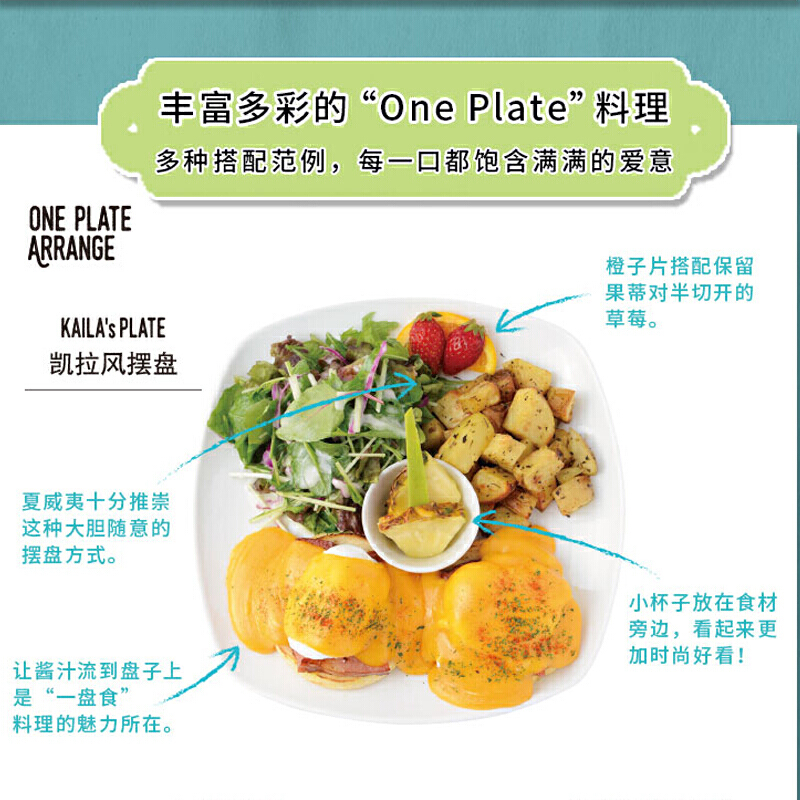 丰富多彩的“One Plate”料理
多种搭配范例，每一口都饱含满满的爱意
ONE PLATE
ARRANGE
KAILA's PLATE
凯拉风摆盘
橙子片搭配保留
果蒂对半切开的
草莓。
夏威夷十分推崇
这种大胆随意的
摆盘方式。
小杯子放在食材
旁边，看起来更
加时尚好看！
让酱汁流到盘子上
是“一盘食”
料理的魅力所在。